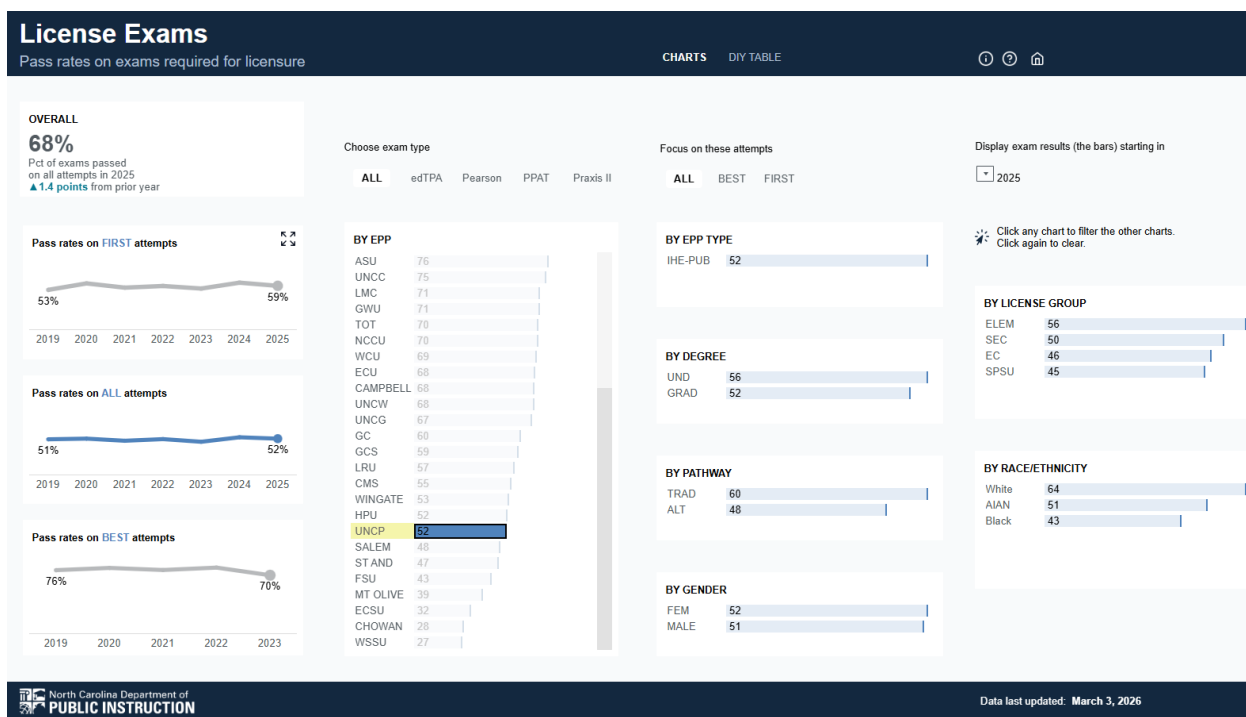 License Exams
Pass rates on exams required for licensure
CHARTS DIY TABLE
OVERALL
68%
Pct of exams passed
on all attempts in 2025
▲1.4 points from prior year
Choose exam type
ALL edTPA Pearson PPAT Praxis II
Focus on these attempts
ALL BEST FIRST
Display exam results (the bars) starting in
2025
Click any chart to filter the other charts.
Click again to clear.
Pass rates on FIRST attempts
53% 59%
2019 2020 2021 2022 2023 2024 2025
Pass rates on ALL attempts
51% 52%
2019 2020 2021 2022 2023 2024 2025
Pass rates on BEST attempts
76% 70%
2019 2020 2021 2022 2023
BY EPP
ASU 76
UNCC 75
LMC 71
GWU 71
TOT 70
NCCU 70
WCU 69
ECU 68
CAMPBELL 68
UNCW 68
UNCG 67
GC 60
GCS 59
LRU 57
CMS 55
WINGATE 53
HPU 52
UNCP 52
SALEM 48
ST AND 47
FSU 43
MT OLIVE 39
ECSU 32
CHOWAN 28
WSSU 27
BY EPP TYPE
IHE-PUB 52
BY DEGREE
UND 56
GRAD 52
BY PATHWAY
TRAD 60
ALT 48
BY GENDER
FEM 52
MALE 51
BY LICENSE GROUP
ELEM 56
SEC 50
EC 46
SPSU 45
BY RACE/ETHNICITY
White 64
AIAN 51
Black 43
North Carolina Department of
PUBLIC INSTRUCTION
Data last updated: March 3, 2026